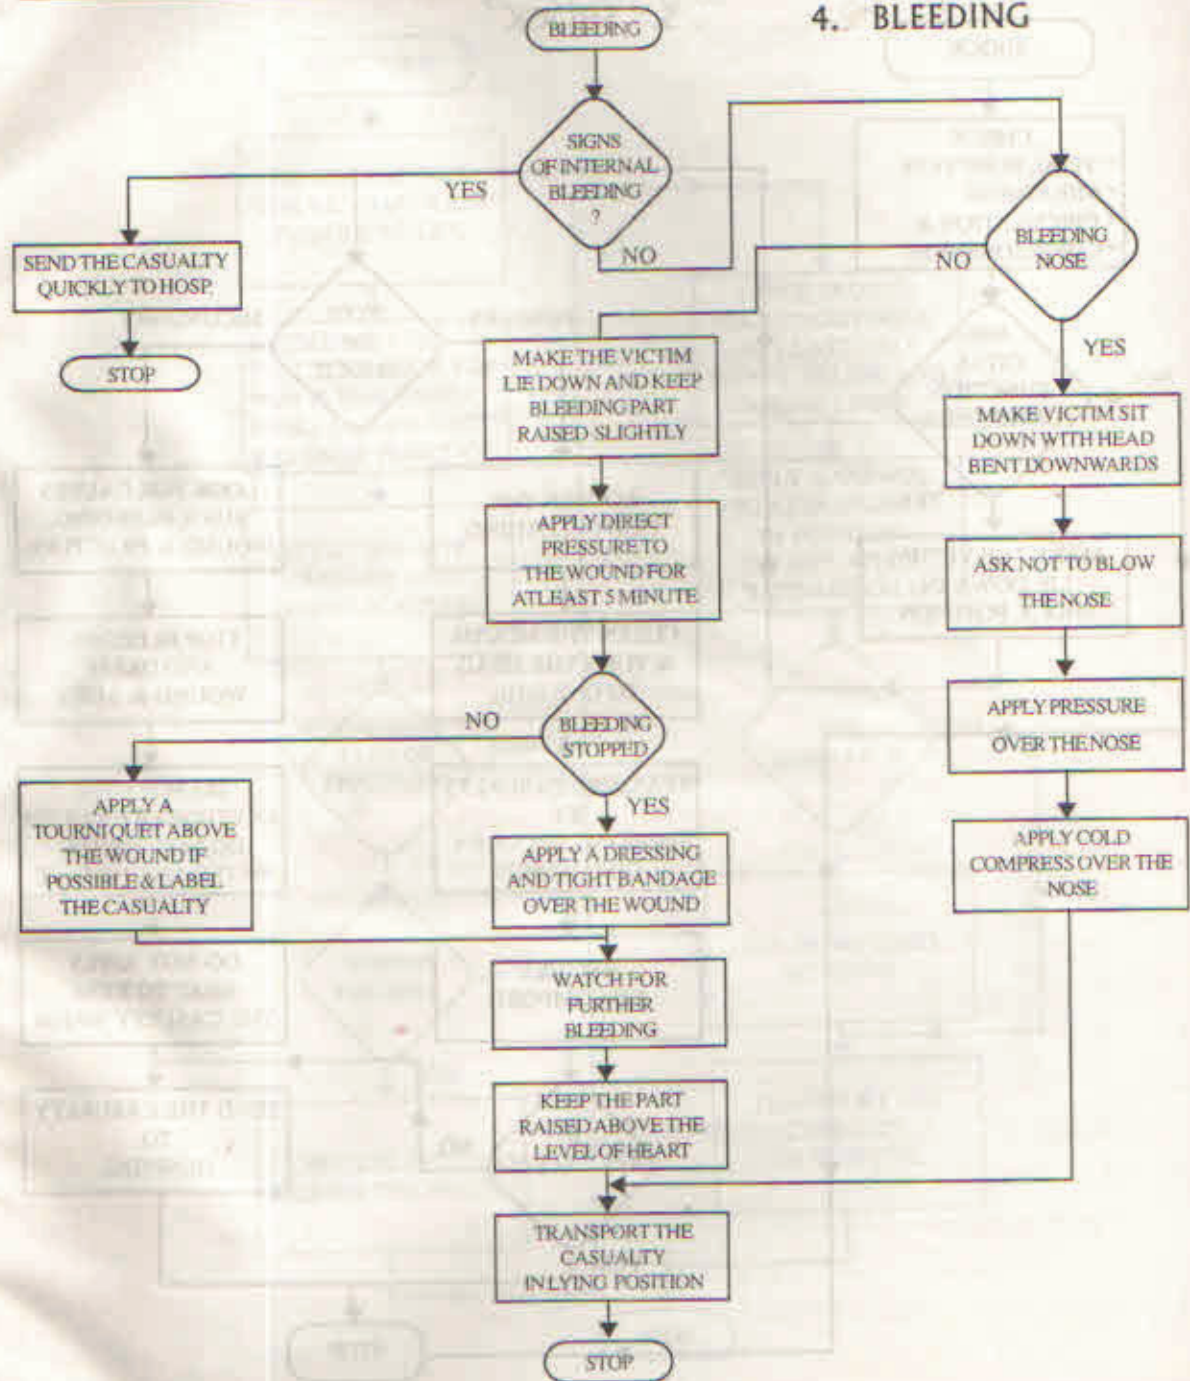 4. BLEEDING
BLEEDING
SIGNS
OF INTERNAL
BLEEDING
?
YES
NO
SEND THE CASUALTY
QUICKLY TO HOSP.
STOP
BLEEDING
NOSE
NO
YES
MAKE THE VICTIM
LIE DOWN AND KEEP
BLEEDING PART
RAISED SLIGHTLY
APPLY DIRECT
PRESSURE TO
THE WOUND FOR
ATLEAST 5 MINUTE
BLEEDING
STOPPED
NO
YES
APPLY A
TOURNIQUET ABOVE
THE WOUND IF
POSSIBLE & LABEL
THE CASUALTY
APPLY A DRESSING
AND TIGHT BANDAGE
OVER THE WOUND
WATCH FOR
FURTHER
BLEEDING
KEEP THE PART
RAISED ABOVE THE
LEVEL OF HEART
MAKE VICTIM SIT
DOWN WITH HEAD
BENT DOWNWARDS
ASK NOT TO BLOW
THE NOSE
APPLY PRESSURE
OVER THE NOSE
APPLY COLD
COMPRESS OVER THE
NOSE
TRANSPORT THE
CASUALTY
IN LYING POSITION
STOP